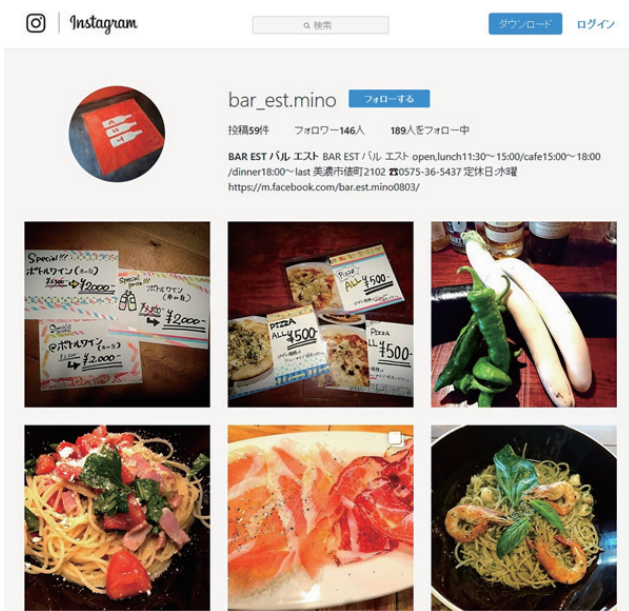 Instagram
検索
ダウンロード
ログイン
bar_est.mino
フォローする
投稿59件 フォロワー146人 189人をフォロー中
BAR EST バル エスト BAR EST バル エスト open,lunch11:30〜15:00/cafe15:00〜18:00
/dinner18:00〜last 美濃市俵町2102 ☎0575-36-5437 定休日:水曜
https://m.facebook.com/bar.est.mino0803/
Special!!!
ボトルワイン
¥2000-
Special
ボトルワイン
¥2000-
@ボトルワイン
¥2.000-
Pizza
ALL ¥500-
PIZZA
ALL ¥500-
Pizza
¥500-